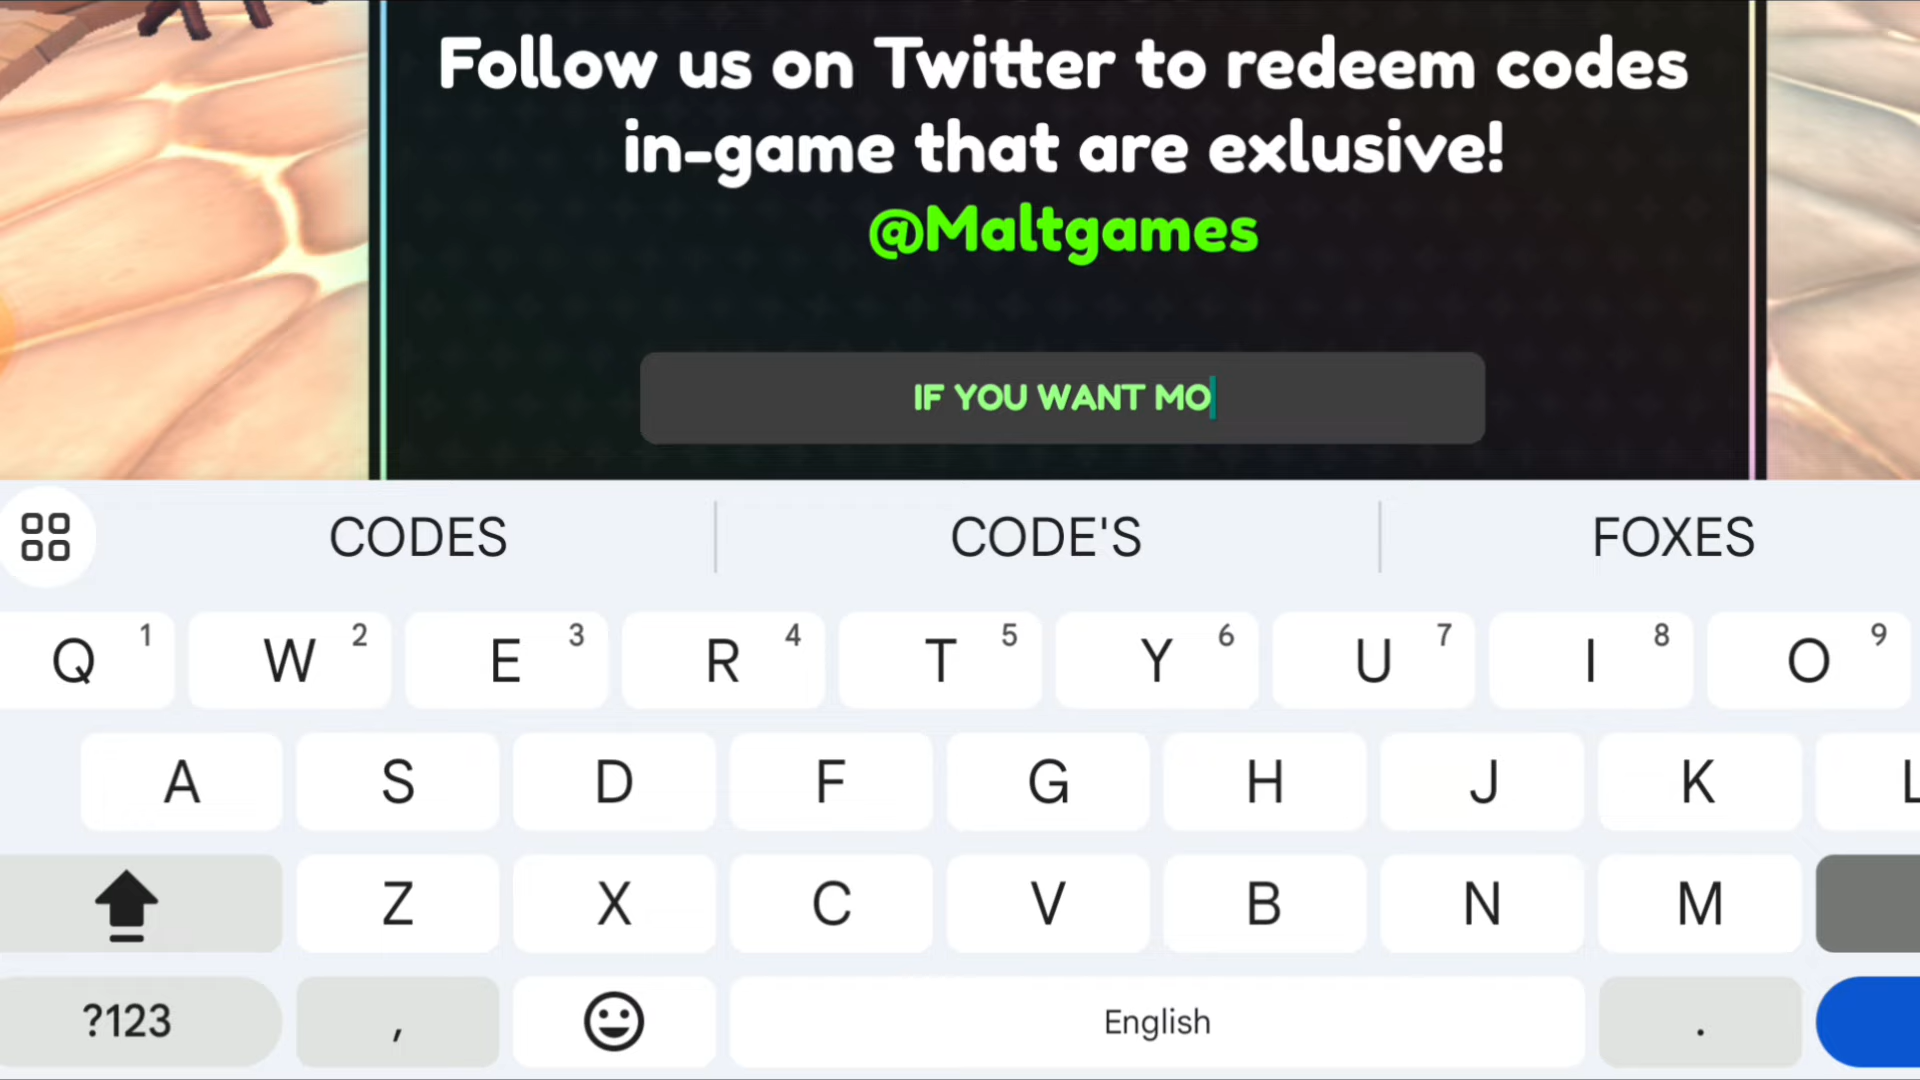 Follow us on Twitter to redeem codes
in-game that are exlusive!
@Maltgames
IF YOU WANT MO
CODES CODE'S FOXES
Q 1 W 2 E 3 R 4 T 5 Y 6 U 7 I 8 O 9
A S D F G H J K L
Z X C V B N M
?123 , English .